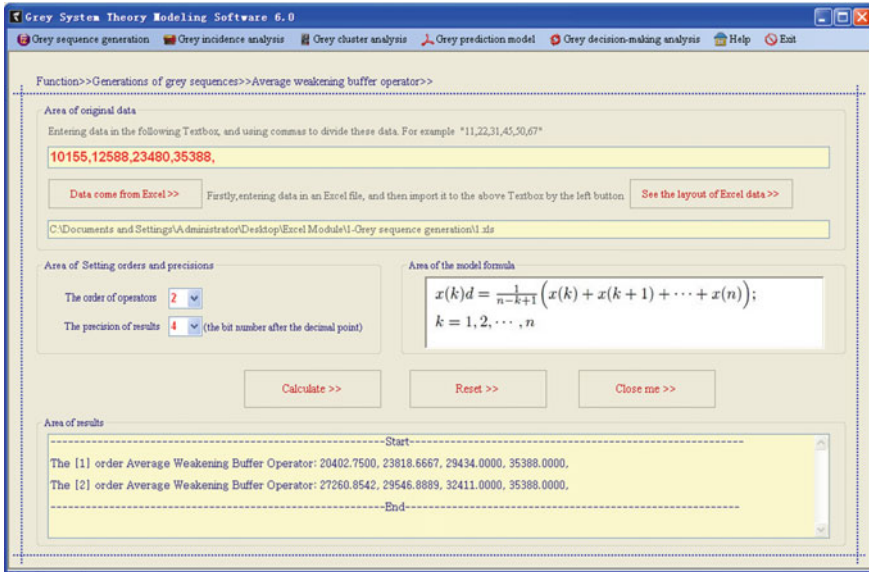 Grey System Theory Modeling Software 6.0
Grey sequence generation Grey incidence analysis Grey cluster analysis Grey prediction model Grey decision-making analysis Help Exit
Function>>Generations of grey sequences>>Average weakening buffer operator>>
Area of original data
Entering data in the following Textbox, and using commas to divide these data. For example "11,22,31,45,50,67"
10155,12588,23480,35388,
Data come from Excel >> Firstly,entering data in an Excel file, and then import it to the above Textbox by the left button See the layout of Excel data >>
C:\Documents and Settings\Administrator\Desktop\Excel Module\1-Grey sequence generation\1.xls
Area of Setting orders and precisions
The order of operators 2
The precision of results 4 (the bit number after the decimal point)
Area of the model formula
x(k)d = \frac{1}{n-k+1}(x(k) + x(k+1) + ··· + x(n));
k = 1, 2, ··· , n
Calculate >> Reset >> Close me >>
Area of results
--------Start--------
The [1] order Average Weakening Buffer Operator: 20402.7500, 23818.6667, 29434.0000, 35388.0000,
The [2] order Average Weakening Buffer Operator: 27260.8542, 29546.8889, 32411.0000, 35388.0000,
--------End--------